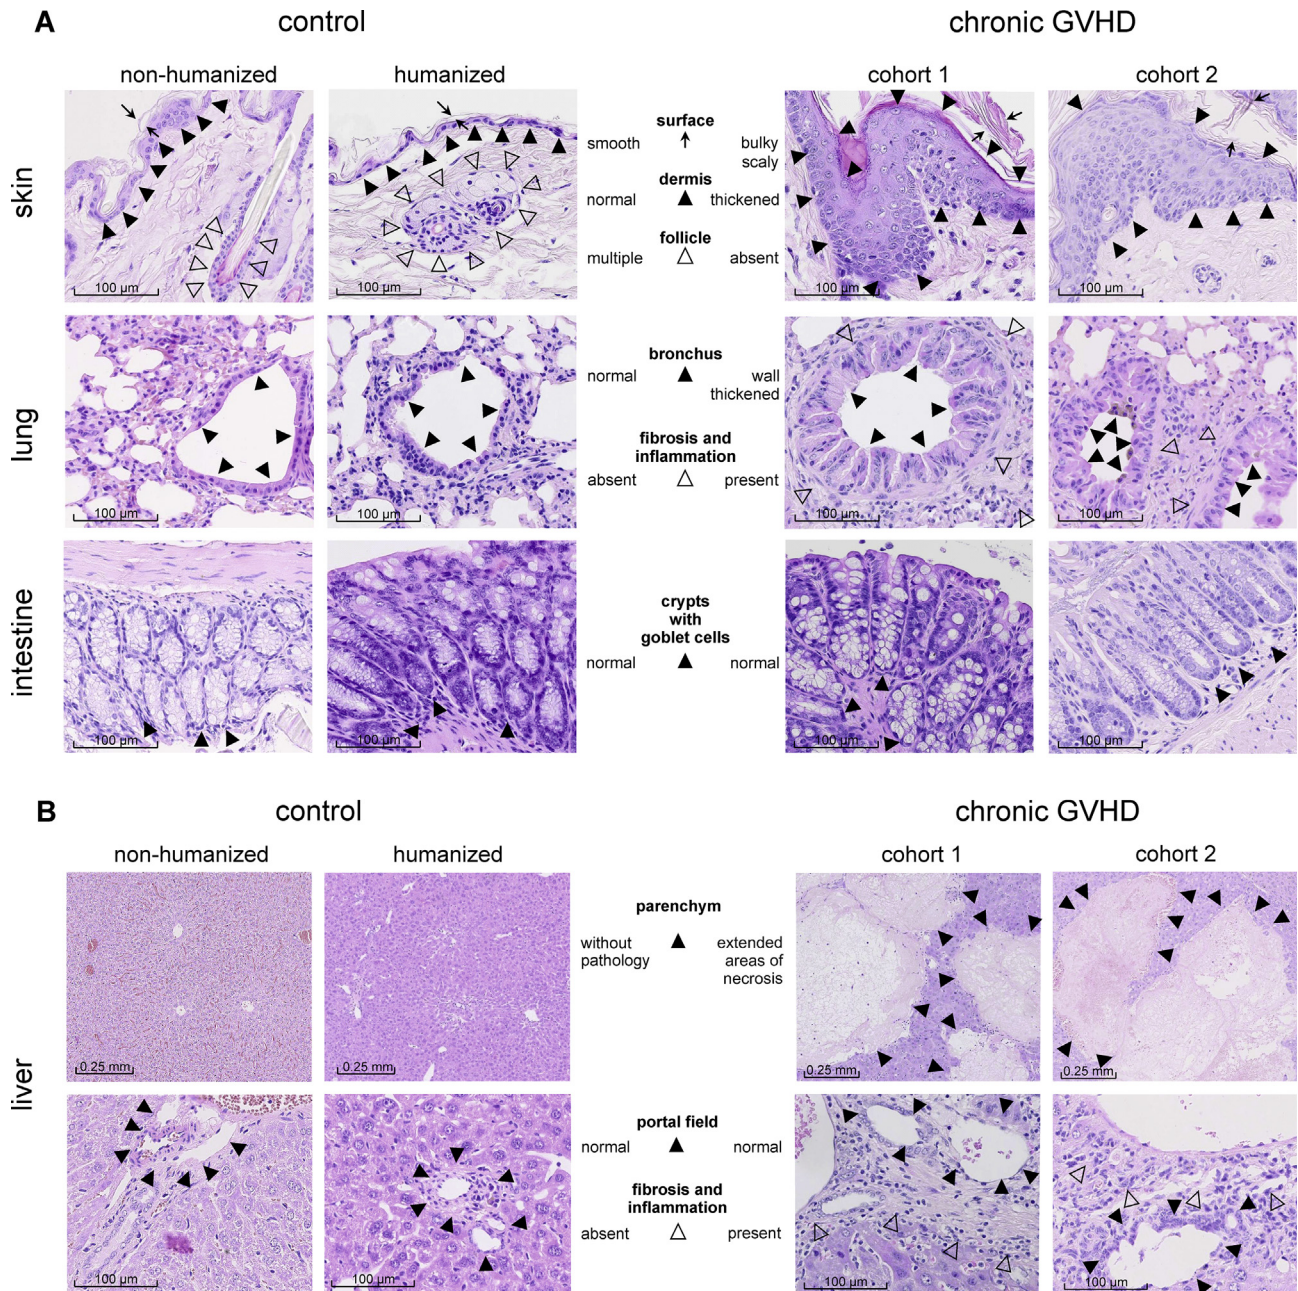 A
control
chronic GVHD
non-humanized
humanized
cohort 1
cohort 2
skin
surface
smooth
bulky
scaly
dermis
normal
thickened
follicle
multiple
absent
100 µm
100 µm
100 µm
100 µm
lung
bronchus
normal
wall
thickened
fibrosis and
inflammation
absent
present
100 µm
100 µm
100 µm
100 µm
intestine
crypts
with
goblet cells
normal
normal
100 µm
100 µm
100 µm
100 µm
B
control
chronic GVHD
non-humanized
humanized
cohort 1
cohort 2
liver
parenchym
without
pathology
extended
areas of
necrosis
0.25 mm
0.25 mm
0.25 mm
0.25 mm
portal field
normal
normal
fibrosis and
inflammation
absent
present
100 µm
100 µm
100 µm
100 µm